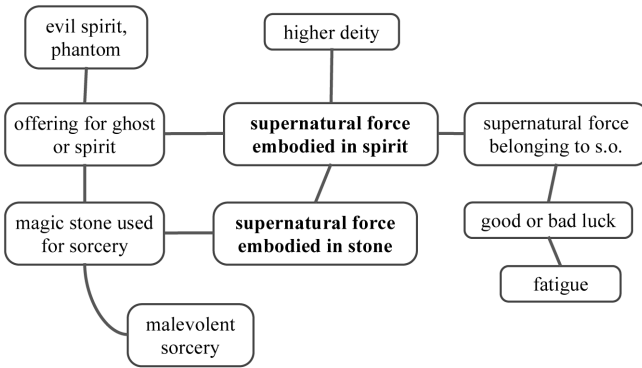 evil spirit,
phantom
higher deity
offering for ghost
or spirit
supernatural force
embodied in spirit
supernatural force
belonging to s.o.
magic stone used
for sorcery
supernatural force
embodied in stone
good or bad luck
fatigue
malevolent
sorcery